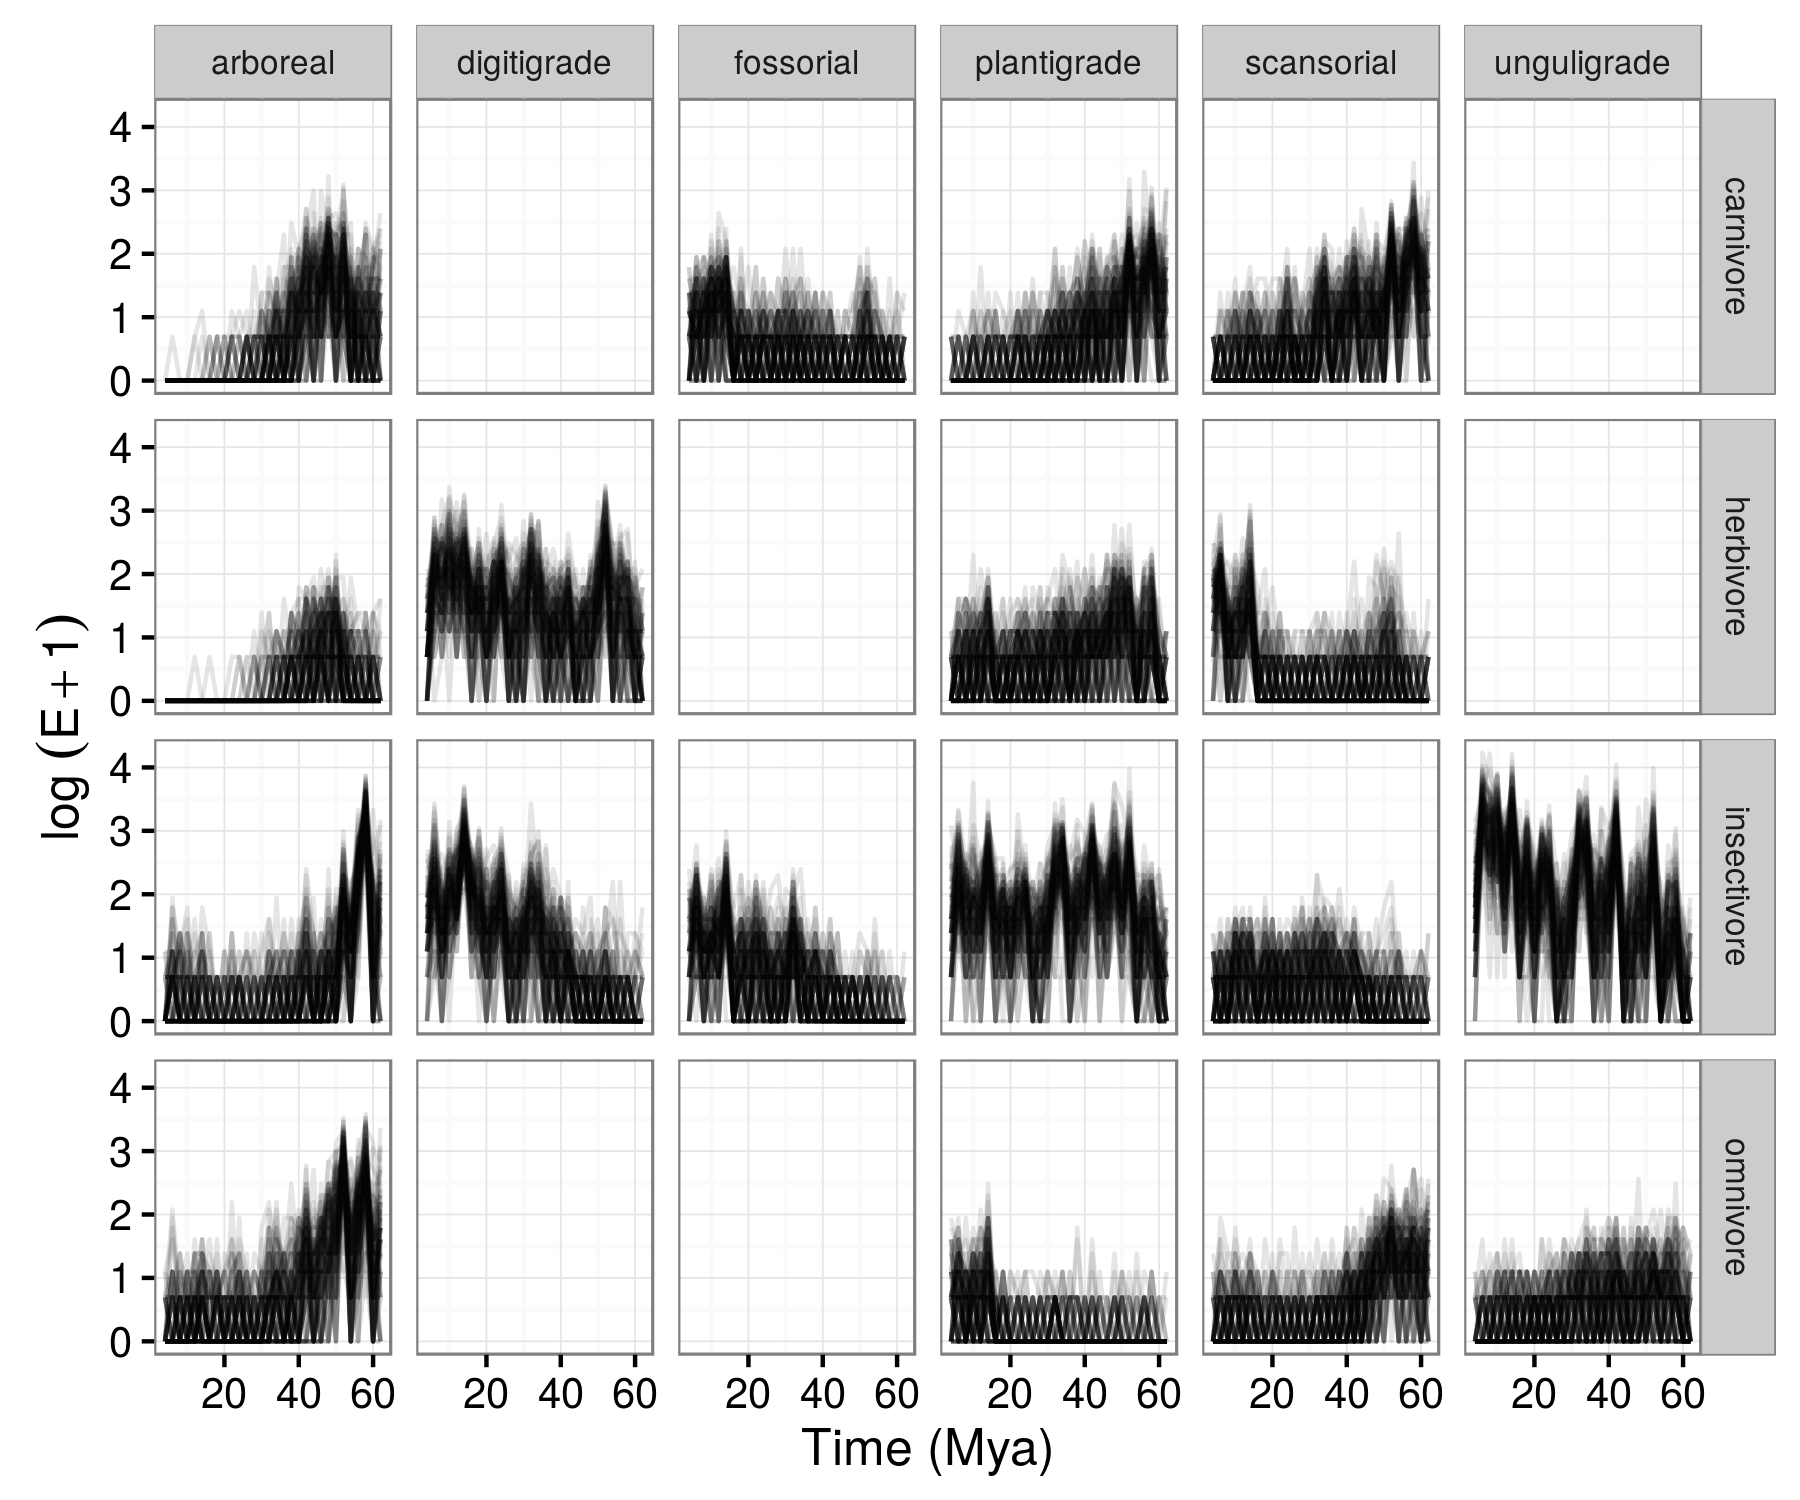 arboreal digitigrade fossorial plantigrade scansorial unguligrade
4
3
2
1
0
carnivore
4
3
2
1
0
herbivore
log (E + 1)
4
3
2
1
0
insectivore
4
3
2
1
0
omnivore
20 40 60 20 40 60 20 40 60 20 40 60 20 40 60 20 40 60
Time (Mya)